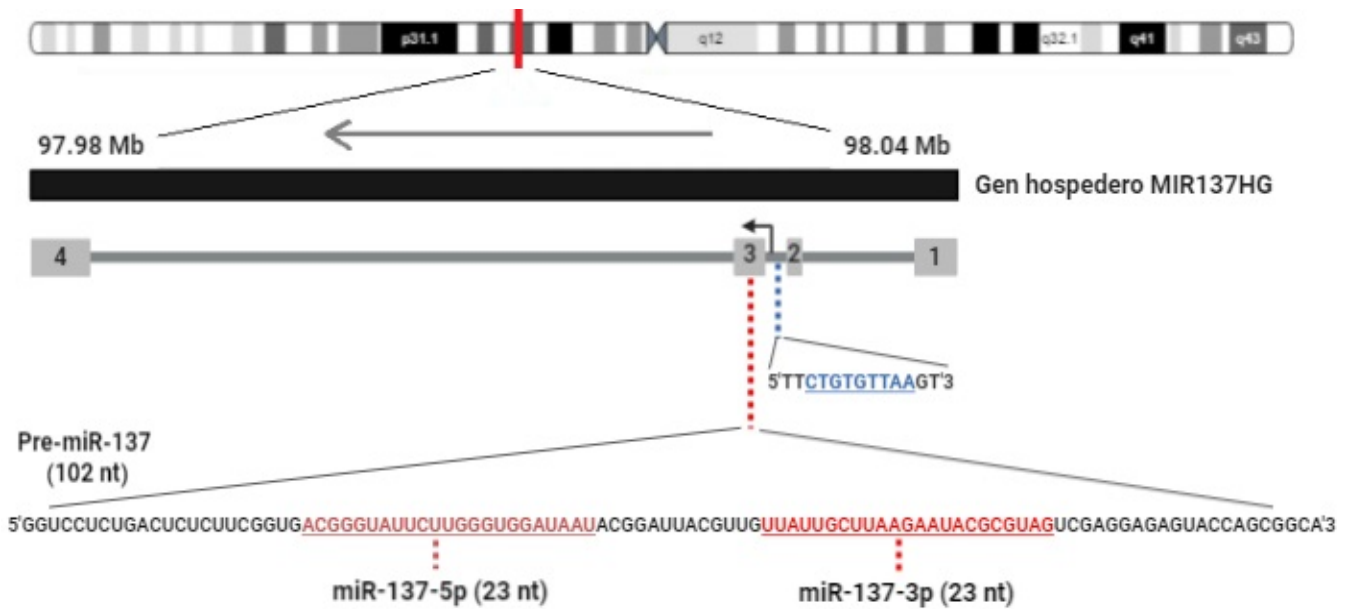 p31.1 q12 q32.1 q41 q43
97.98 Mb 98.04 Mb
Gen hospedero MIR137HG
4 3 2 1
5'TTCTGTGTTAAGT'3
Pre-miR-137
(102 nt)
5'GGUCCUCUGACUCUCUUCGGUGACGGGUAUUCUUGGGUGGAUAAUACGGAUUACGUUGUUAUUGCUUAAGAAUACGCGUAGUCGAGGAGAGUACCAGCGGCA'3
miR-137-5p (23 nt) miR-137-3p (23 nt)